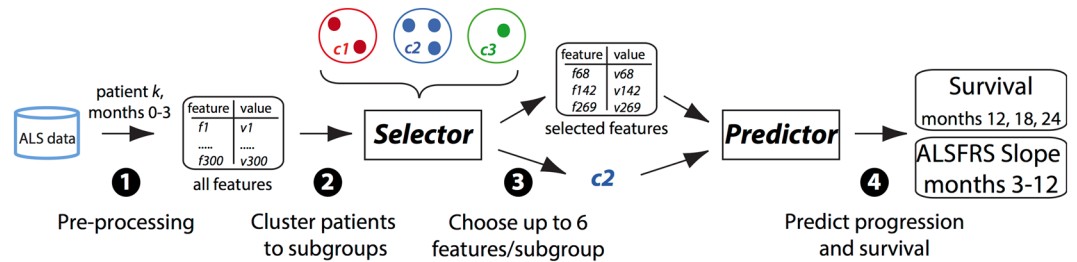 c1
c2
c3
ALS data
patient k,
months 0-3
feature value
f1 v1
..... .....
f300 v300
all features
Selector
feature value
f68 v68
f142 v142
f269 v269
selected features
c2
Predictor
Survival
months 12, 18, 24
ALSFRS Slope
months 3-12
1
Pre-processing
2
Cluster patients
to subgroups
3
Choose up to 6
features/subgroup
4
Predict progression
and survival